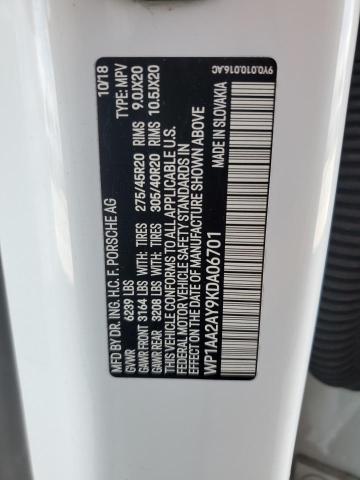 MFD BY DR. ING. H.C. F. PORSCHE AG 10/18
GVWR 6239 LBS TYPE: MPV
GAWR FRONT 3164 LBS WITH TIRES 275/45R20 RIMS 9.0JX20
GAWR REAR 3208 LBS WITH TIRES 305/40R20 RIMS 10.5JX20
THIS VEHICLE CONFORMS TO ALL APPLICABLE U.S.
FEDERAL MOTOR VEHICLE SAFETY STANDARDS IN
EFFECT ON THE DATE OF MANUFACTURE SHOWN ABOVE
WP1AA2AY9KDA06701 MADE IN SLOVAKIA
9Y0.010.016.AC